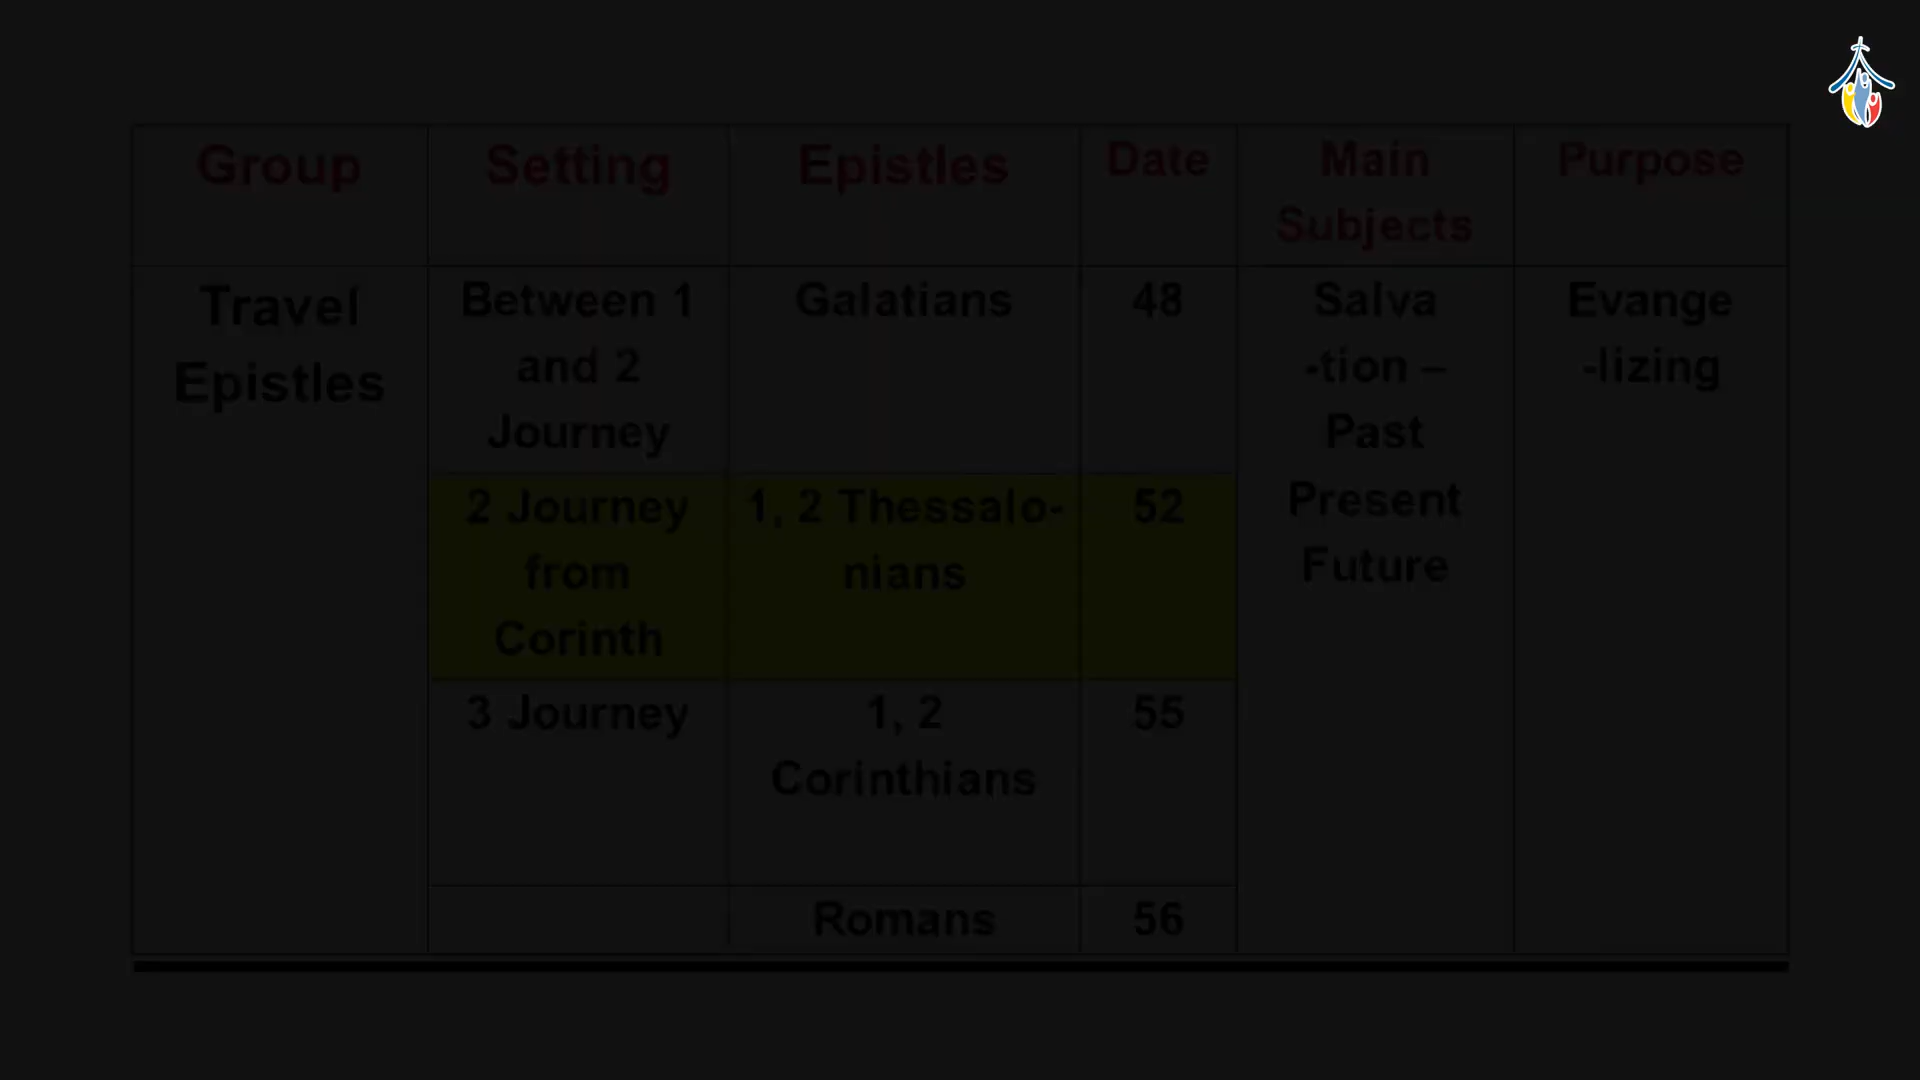 Group
Setting
Epistles
Date
Main
Subjects
Purpose
Travel
Epistles
Between 1
and 2
Journey
Galatians
48
Salva
-tion –
Past
Present
Future
Evange
-lizing
2 Journey
from
Corinth
1, 2 Thessalo-
nians
52
3 Journey
1, 2
Corinthians
55
Romans
56